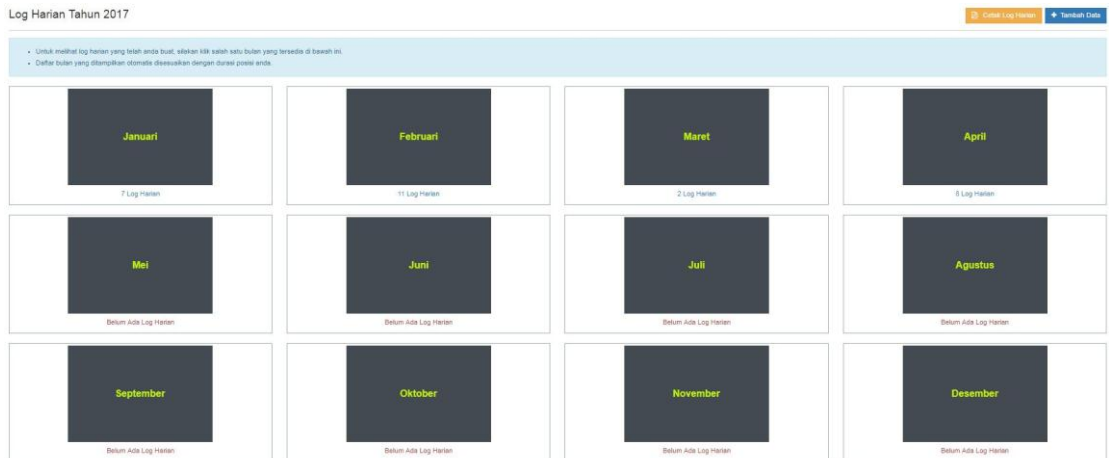 Log Harian Tahun 2017
Cetak Log Harian
Tambah Data
Untuk melihat log harian yang telah anda buat, silakan klik salah satu bulan yang tersedia di bawah ini.
Daftar bulan yang ditampilkan otomatis disesuaikan dengan durasi posisi anda.
Januari
7 Log Harian
Februari
11 Log Harian
Maret
2 Log Harian
April
Log Harian
Mei
Belum Ada Log Harian
Juni
Belum Ada Log Harian
Juli
Belum Ada Log Harian
Agustus
Belum Ada Log Harian
September
Belum Ada Log Harian
Oktober
Belum Ada Log Harian
November
Belum Ada Log Harian
Desember
Belum Ada Log Harian